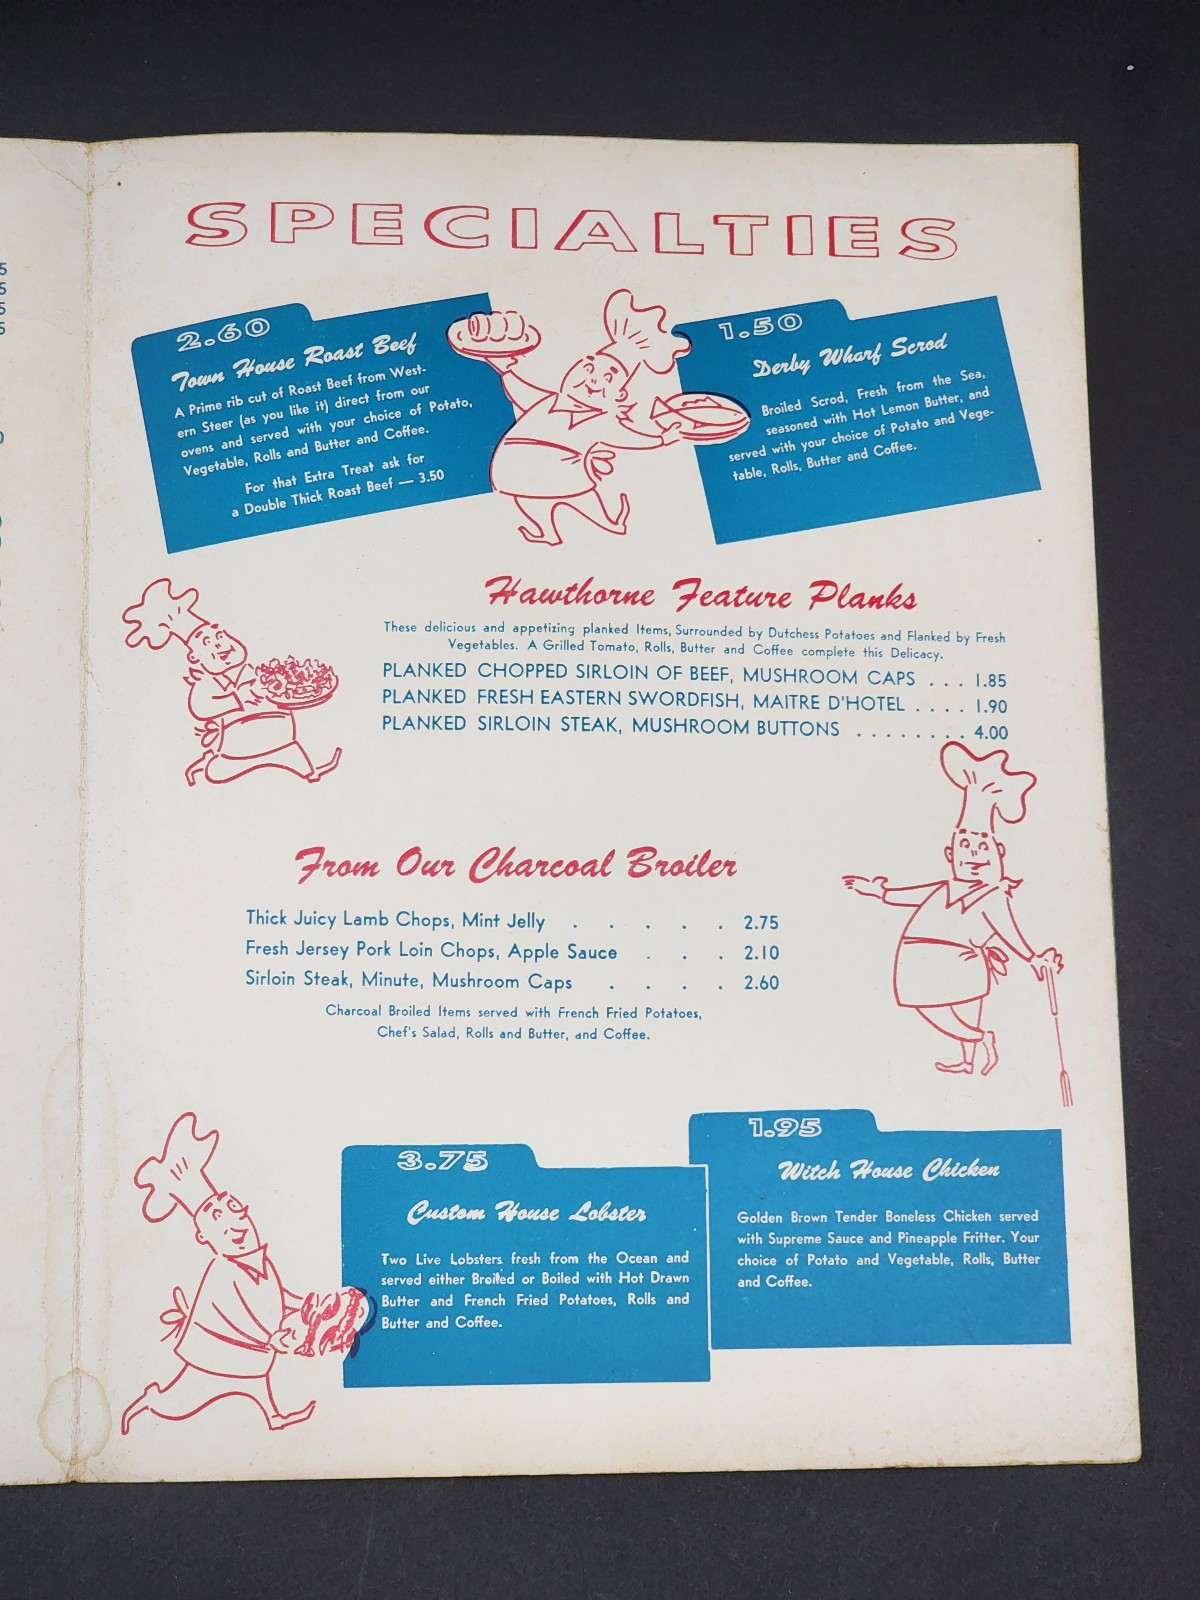 SPECIALTIES
2.60
Town House Roast Beef
A Prime rib cut of Roast Beef from West-
ern Steer (as you like it) direct from our
ovens and served with your choice of Potato,
Vegetable, Rolls and Butter and Coffee.
For that Extra Treat ask for
a Double Thick Roast Beef — 3.50
1.50
Derby Wharf Scrod
Broiled Scrod, Fresh from the Sea,
seasoned with Hot Lemon Butter, and
served with your choice of Potato and Vege-
table, Rolls, Butter and Coffee.
Hawthorne Feature Planks
These delicious and appetizing planked Items, Surrounded by Dutchess Potatoes and Flanked by Fresh
Vegetables. A Grilled Tomato, Rolls, Butter and Coffee complete this Delicacy.
PLANKED CHOPPED SIRLOIN OF BEEF, MUSHROOM CAPS . . . 1.85
PLANKED FRESH EASTERN SWORDFISH, MAITRE D'HOTEL . . . . 1.90
PLANKED SIRLOIN STEAK, MUSHROOM BUTTONS . . . . . . . . 4.00
From Our Charcoal Broiler
Thick Juicy Lamb Chops, Mint Jelly . . . . . 2.75
Fresh Jersey Pork Loin Chops, Apple Sauce . . . 2.10
Sirloin Steak, Minute, Mushroom Caps . . . . 2.60
Charcoal Broiled Items served with French Fried Potatoes,
Chef's Salad, Rolls and Butter, and Coffee.
3.75
Custom House Lobster
Two Live Lobsters fresh from the Ocean and
served either Broiled or Boiled with Hot Drawn
Butter and French Fried Potatoes, Rolls and
Butter and Coffee.
1.95
Witch House Chicken
Golden Brown Tender Boneless Chicken served
with Supreme Sauce and Pineapple Fritter. Your
choice of Potato and Vegetable, Rolls, Butter
and Coffee.